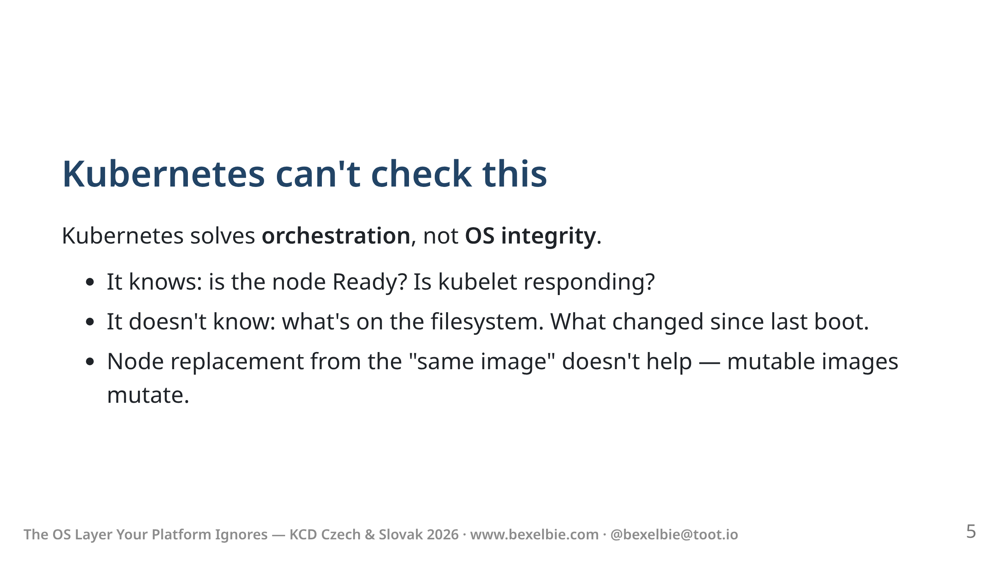 Kubernetes can't check this
Kubernetes solves orchestration, not OS integrity.
• It knows: is the node Ready? Is kubelet responding?
• It doesn't know: what's on the filesystem. What changed since last boot.
• Node replacement from the "same image" doesn't help — mutable images
mutate.
The OS Layer Your Platform Ignores — KCD Czech & Slovak 2026 · www.bexelbie.com · @bexelbie@toot.io
5